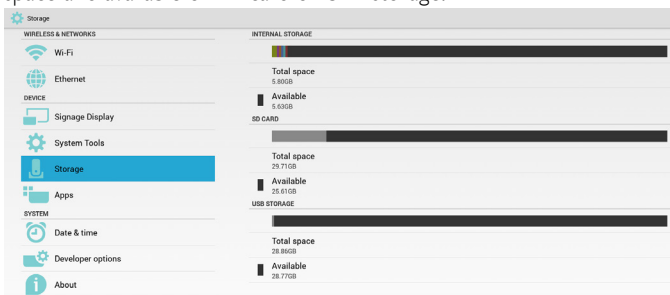 Storage
WIRELESS & NETWORKS
Wi-Fi
Ethernet
DEVICE
Signage Display
System Tools
Storage
Apps
SYSTEM
Date & time
Developer options
About
INTERNAL STORAGE
Total space
5.80GB
Available
5.63GB
SD CARD
Total space
29.71GB
Available
25.61GB
USB STORAGE
Total space
28.86GB
Available
28.77GB